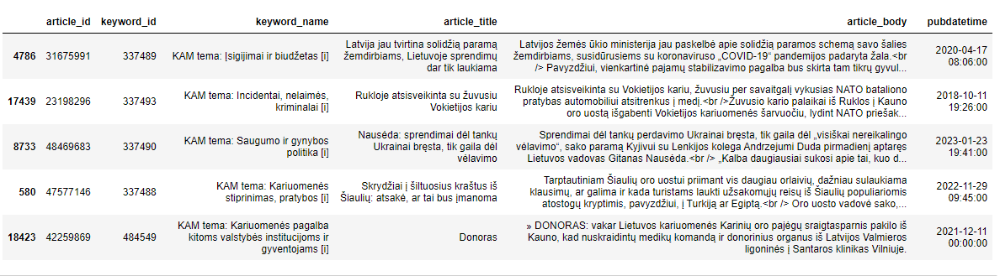 article_id keyword_id keyword_name article_title article_body pubdatetime
4786 31675991 337489 KAM tema: Įsigijimai ir biudžetas [i]
Latvija jau tvirtina solidžią paramą
žemdirbiams, Lietuvoje sprendimų
dar tik laukiama
Latvijos žemės ūkio ministerija jau paskelbė apie solidžią paramos schemą savo šalies
žemdirbiams, susidūrusiems su koronaviruso „COVID-19“ pandemijos padaryta žala.<br
/> Pavyzdžiui, vienkartinė pajamų stabilizavimo pagalba bus skirta tam tikrų gyvul...
2020-04-17
08:06:00
17439 23198296 337493
KAM tema: Incidentai, nelaimės,
kriminalai [i]
Rukloje atsisveikinta su žuvusiu
Vokietijos kariu
Rukloje atsisveikinta su Vokietijos kariu, žuvusiu per savaitgalį vykusias NATO bataliono
pratybas automobiliui atsitrenkus į medį.<br />Žuvusio kario palaikai iš Ruklos į Kauno
oro uostą išgabenti Vokietijos kariuomenės šarvuočiu, lydint NATO priešak...
2018-10-11
19:26:00
8733 48469683 337490
KAM tema: Saugumo ir gynybos
politika [i]
Nausėda: sprendimai dėl tankų
Ukrainai bręsta, tik gaila dėl
vėlavimo
Sprendimai dėl tankų perdavimo Ukrainai bręsta, tik gaila dėl „visiškai nereikalingo
vėlavimo“, sako paramą Kyjivui su Lenkijos kolega Andrzejumi Duda pirmadienį aptaręs
Lietuvos vadovas Gitanas Nausėda.<br /> „Kalba daugiausiai sukosi apie tai, kuo d...
2023-01-23
19:41:00
580 47577146 337488
KAM tema: Kariuomenės
stiprinimas, pratybos [i]
Skrydžiai į šiltuosius kraštus iš
Šiaulių: atsakė, ar tai bus įmanoma
Tarptautiniam Šiaulių oro uostui priimant vis daugiau orlaivių, dažniau sulaukiama
klausimų, ar galima ir kada turistams laukti užsakomųjų reisų iš Šiaulių populiariomis
atostogų kryptimis, pavyzdžiui, į Turkiją ar Egiptą.<br /> Oro uosto vadovė sako,...
2022-11-29
09:45:00
18423 42259869 484549
KAM tema: Kariuomenės pagalba
kitoms valstybės institucijoms ir
gyventojams [i]
Donoras
» DONORAS: vakar Lietuvos kariuomenės Karinių oro pajėgų sraigtasparnis pakilo iš
Kauno, kad nuskraidintų medikų komandą ir donorinius organus iš Latvijos Valmieros
ligoninės į Santaros klinikas Vilniuje.
2021-12-11
00:00:00